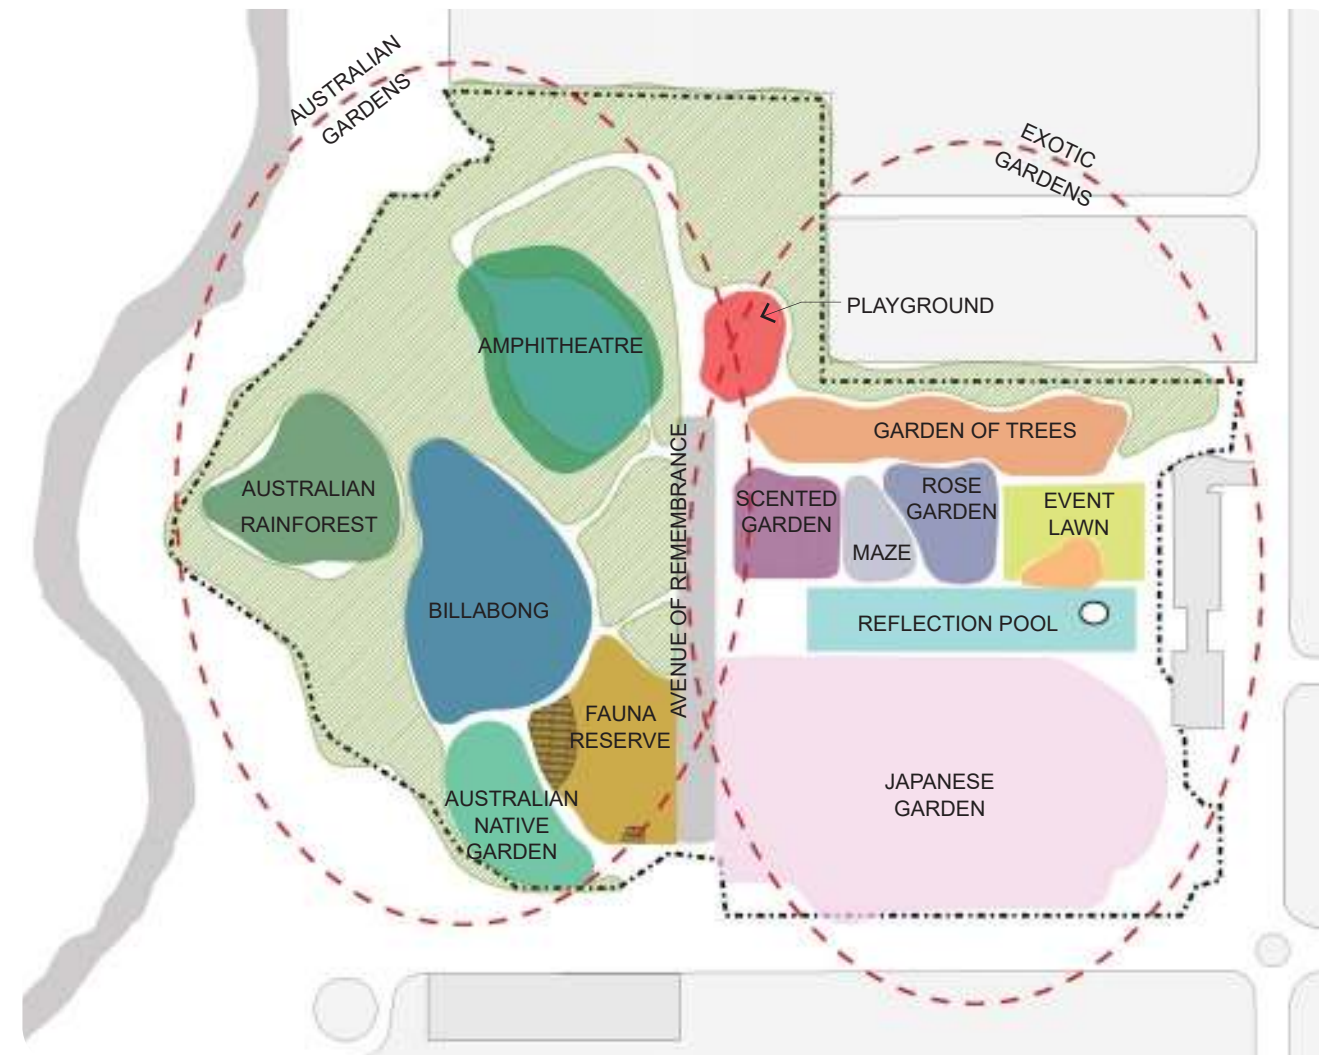 AUSTRALIAN
GARDENS
EXOTIC
GARDENS
PLAYGROUND
AMPHITHEATRE
GARDEN OF TREES
AUSTRALIAN
RAINFOREST
SCENTED
GARDEN
MAZE
ROSE
GARDEN
EVENT
LAWN
AVENUE OF REMEMBRANCE
BILLABONG
REFLECTION POOL
FAUNA
RESERVE
JAPANESE
GARDEN
AUSTRALIAN
NATIVE
GARDEN